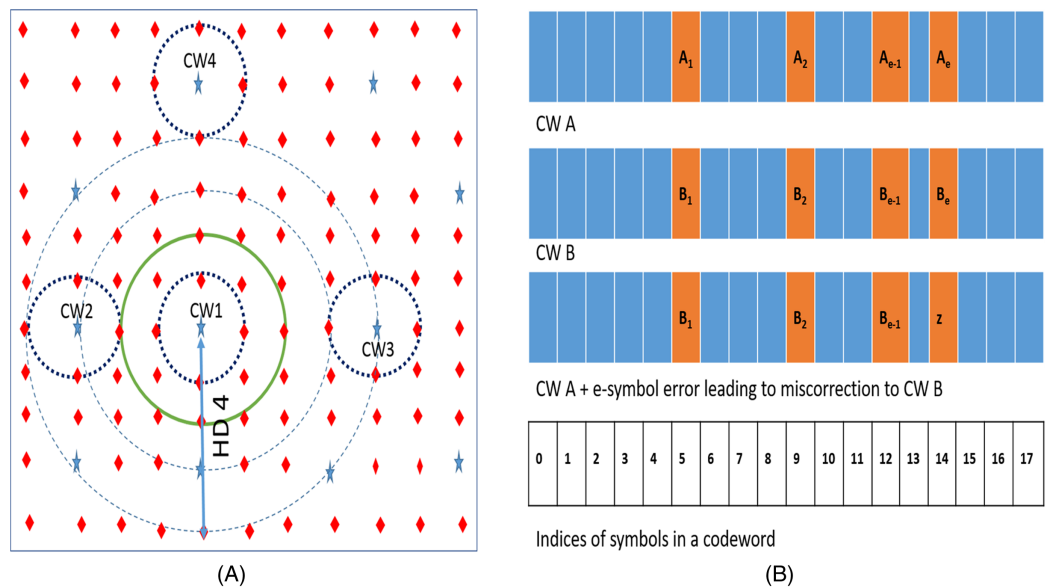 CW4
CW2
CW1
CW3
HD 4
(A)
A1 A2 Ae-1 Ae
CW A
B1 B2 Be-1 Be
CW B
B1 B2 Be-1 z
CW A + e-symbol error leading to miscorrection to CW B
0 1 2 3 4 5 6 7 8 9 10 11 12 13 14 15 16 17
Indices of symbols in a codeword
(B)